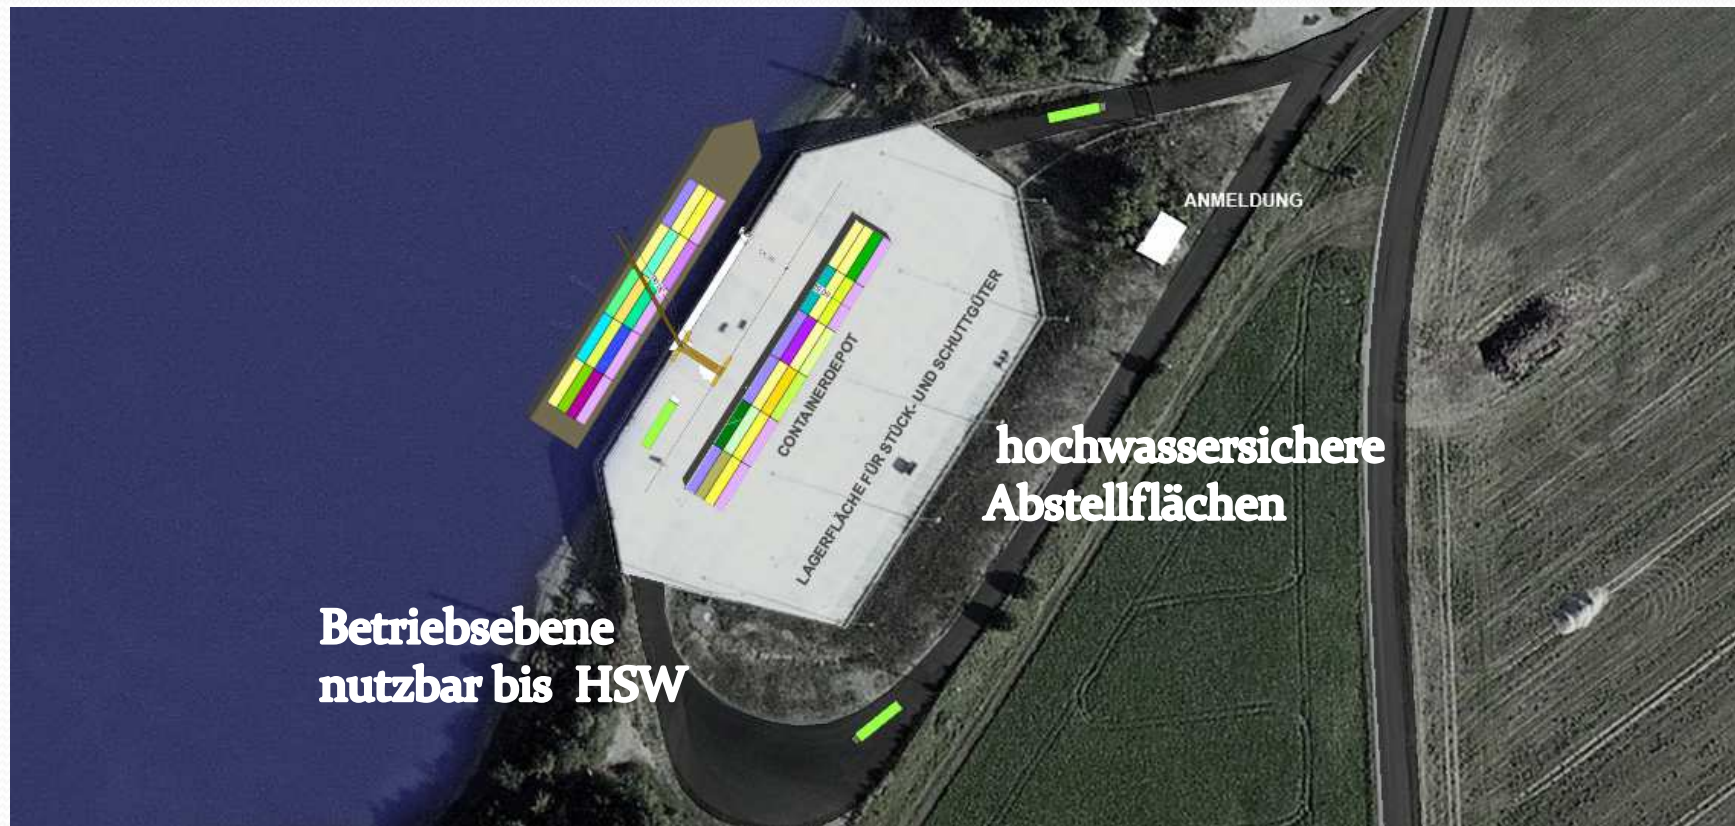 ANMELDUNG
CONTAINERDEPOT
LAGERFLÄCHE FÜR STÜCK- UND SCHUTTGÜTER
hochwassersichere
Abstellflächen
Betriebsebene
nutzbar bis HSW